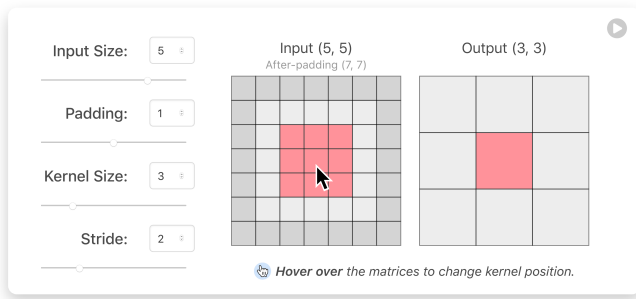 Input Size: 5
Padding: 1
Kernel Size: 3
Stride: 2
Input (5, 5)
After-padding (7, 7)
Output (3, 3)
Hover over the matrices to change kernel position.